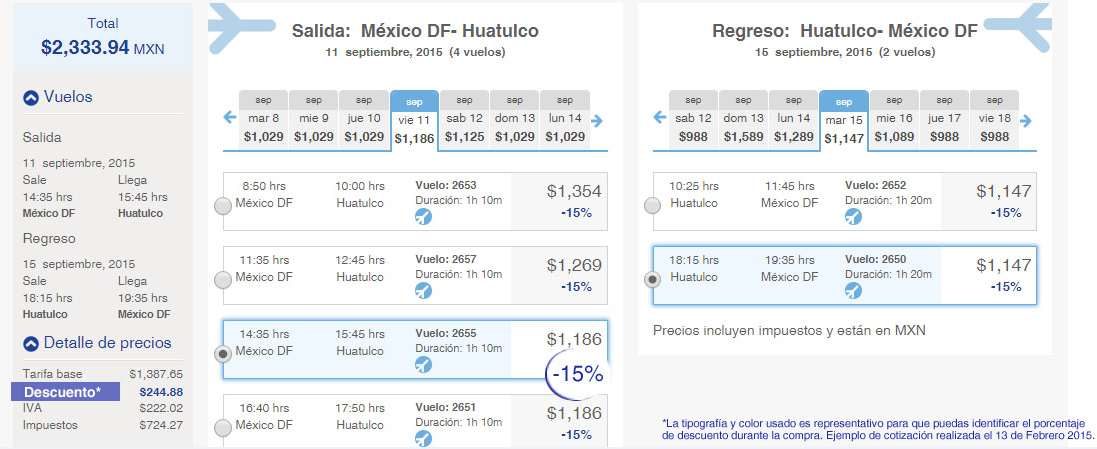 Total
$2,333.94 MXN
Vuelos
Salida
11 septiembre, 2015
Sale Llega
14:35 hrs 15:45 hrs
México DF Huatulco
Regreso
15 septiembre, 2015
Sale Llega
18:15 hrs 19:35 hrs
Huatulco México DF
Detalle de precios
Tarifa base $1,387.65
Descuento* $244.88
IVA $222.02
Impuestos $724.27
Salida: México DF- Huatulco
11 septiembre, 2015 (4 vuelos)
sep sep sep sep sep sep sep
mar 8 mie 9 jue 10 vie 11 sab 12 dom 13 lun 14
$1,029 $1,029 $1,029 $1,186 $1,125 $1,029 $1,029
8:50 hrs 10:00 hrs Vuelo: 2653 $1,354
México DF Huatulco Duración: 1h 10m
-15%
11:35 hrs 12:45 hrs Vuelo: 2657 $1,269
México DF Huatulco Duración: 1h 10m
-15%
14:35 hrs 15:45 hrs Vuelo: 2655 $1,186
México DF Huatulco Duración: 1h 10m
-15%
16:40 hrs 17:50 hrs Vuelo: 2651 $1,186
México DF Huatulco Duración: 1h 10m
-15%
Regreso: Huatulco- México DF
15 septiembre, 2015 (2 vuelos)
sep sep sep sep sep sep sep
sab 12 dom 13 lun 14 mar 15 mie 16 jue 17 vie 18
$988 $1,589 $1,289 $1,147 $1,089 $988 $988
10:25 hrs 11:45 hrs Vuelo: 2652 $1,147
Huatulco México DF Duración: 1h 20m
-15%
18:15 hrs 19:35 hrs Vuelo: 2650 $1,147
Huatulco México DF Duración: 1h 20m
-15%
Precios incluyen impuestos y están en MXN
*La tipografía y color usado es representativo para que puedas identificar el porcentaje
de descuento durante la compra. Ejemplo de cotización realizada el 13 de Febrero 2015.